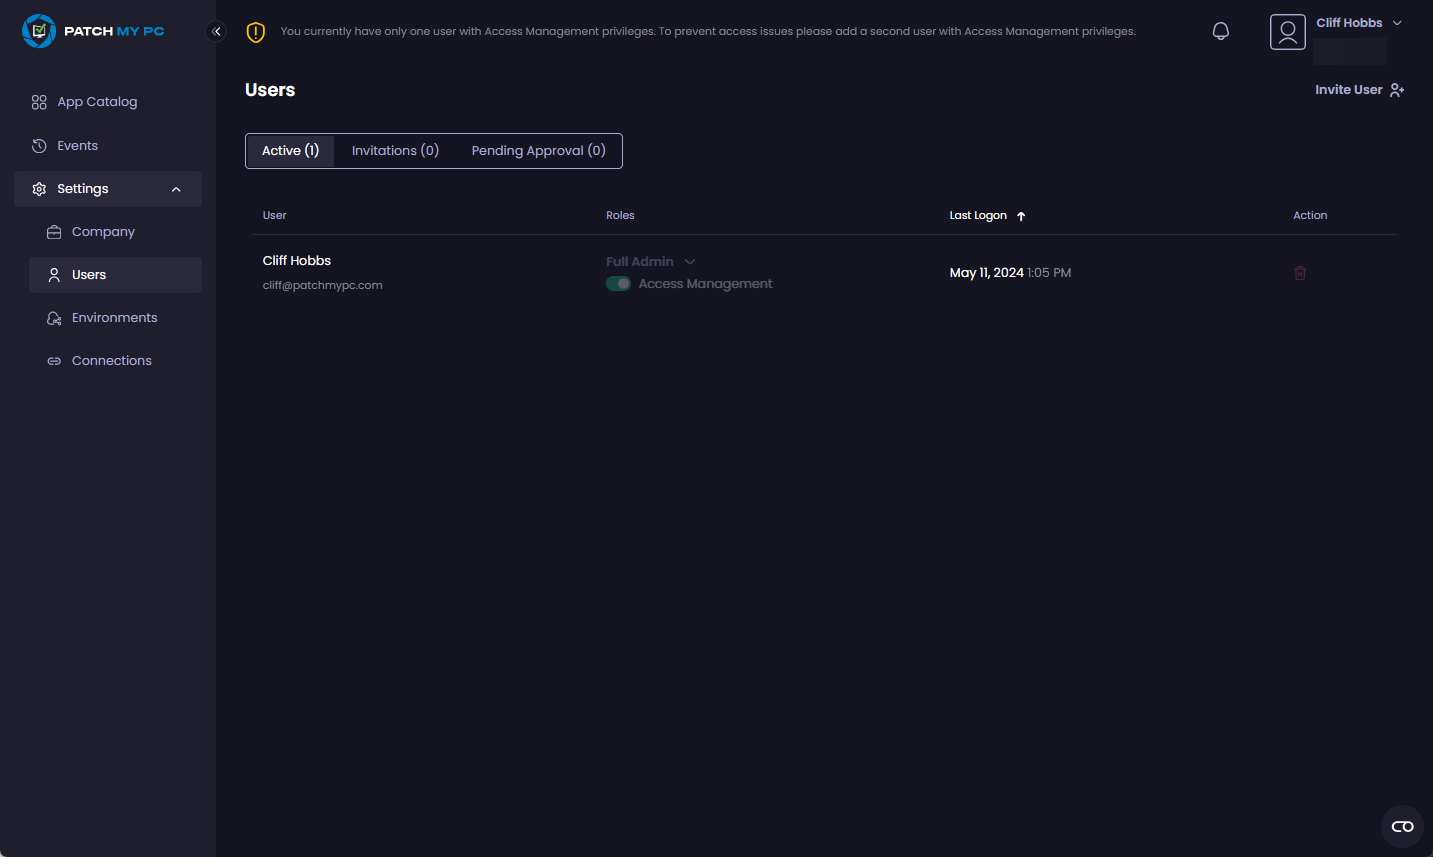 PATCH MY PC
You currently have only one user with Access Management privileges. To prevent access issues please add a second user with Access Management privileges.
Cliff Hobbs
Users
Invite User
App Catalog
Events
Settings
Company
Users
Environments
Connections
Active (1)
Invitations (0)
Pending Approval (0)
User
Roles
Last Logon
Action
Cliff Hobbs
cliff@patchmypc.com
Full Admin
Access Management
May 11, 2024 1:05 PM